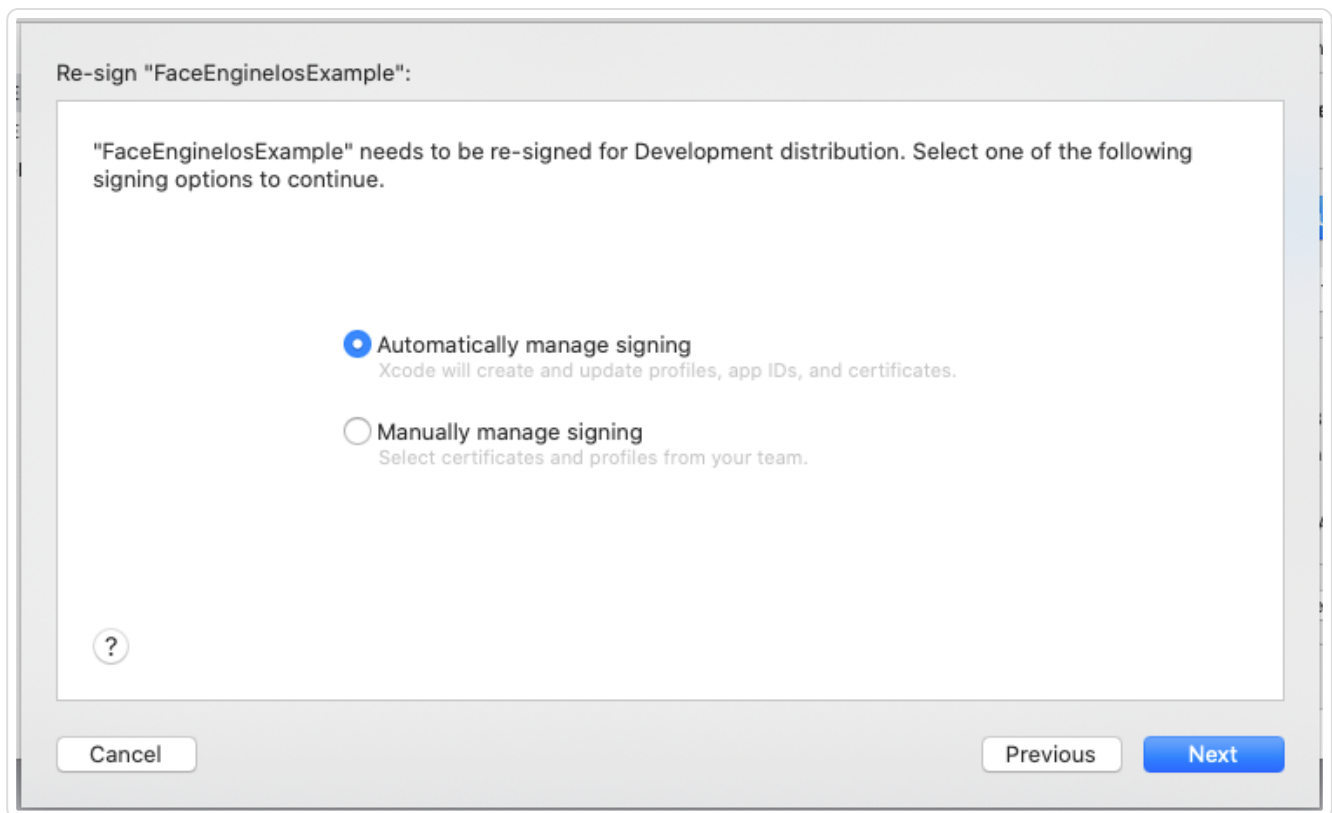 Re-sign "FaceEngineIosExample":
"FaceEngineIosExample" needs to be re-signed for Development distribution. Select one of the following
signing options to continue.
Automatically manage signing
Xcode will create and update profiles, app IDs, and certificates.
Manually manage signing
Select certificates and profiles from your team.
?
Cancel
Previous
Next